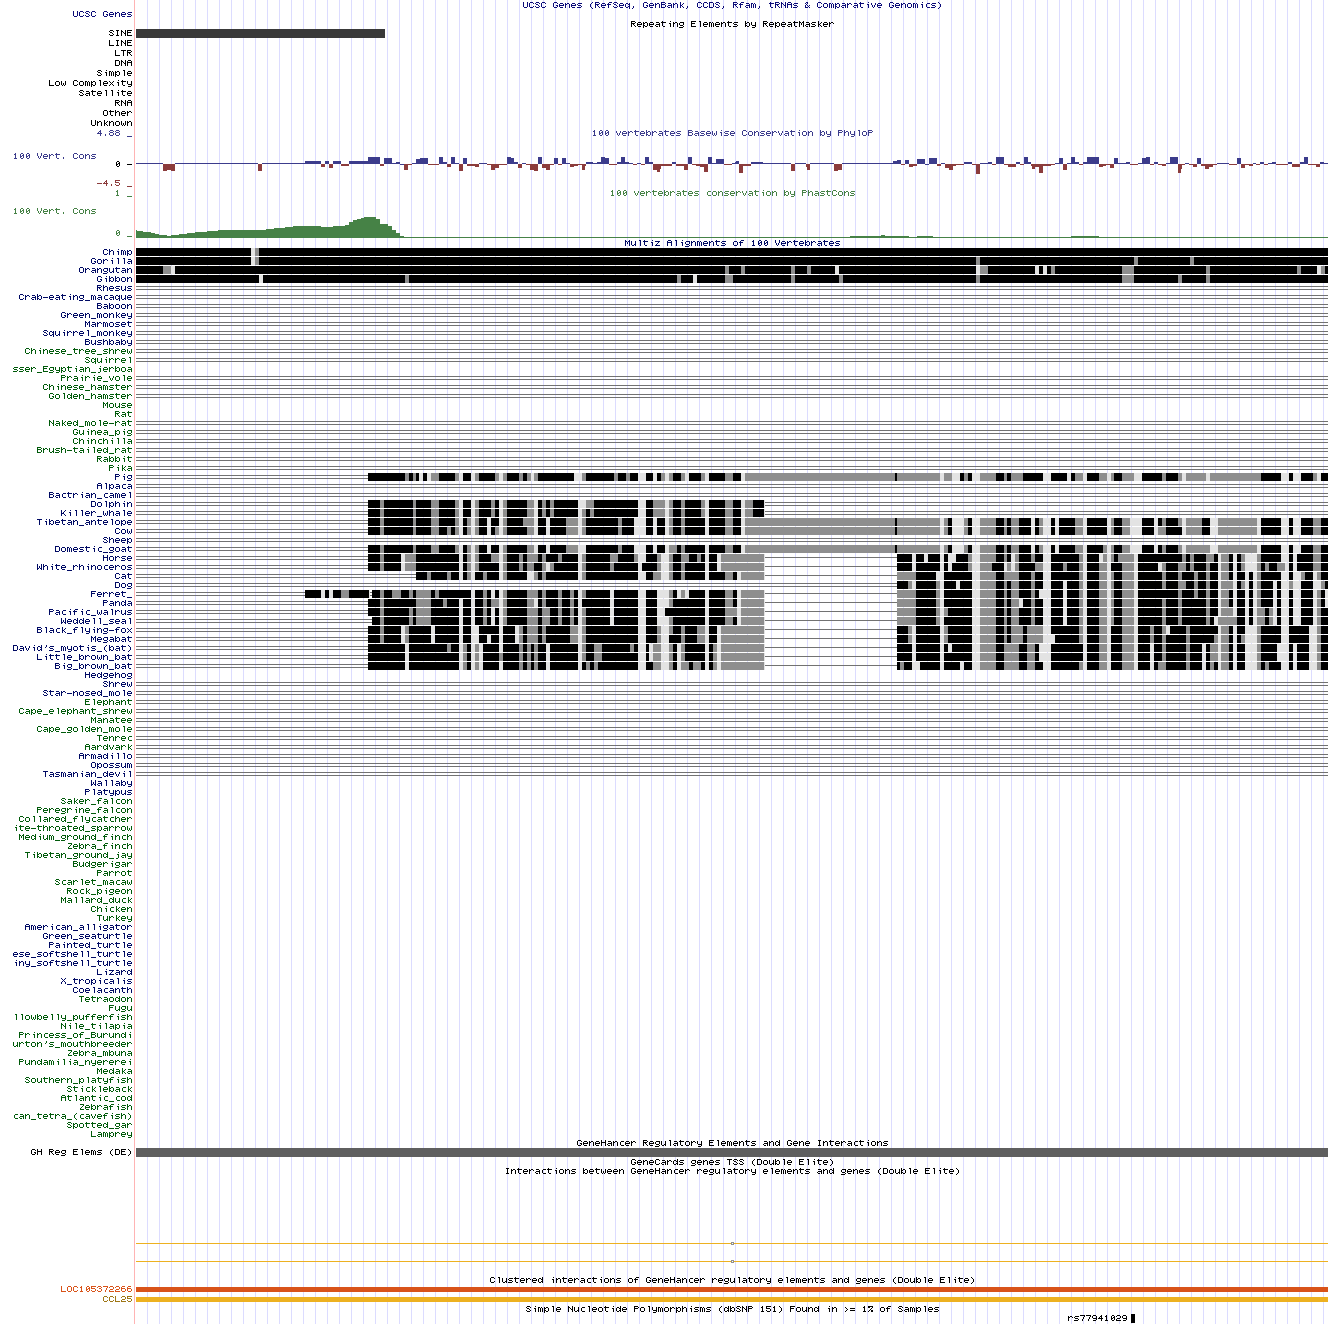 UCSC Genes (RefSeq, GenBank, CCDS, Rfam, tRNAs & Comparative Genomics)
UCSC Genes
Repeating Elements by RepeatMasker
SINE
LINE
LTR
DNA
Simple
Low Complexity
Satellite
RNA
Other
Unknown
4.88 _
100 vertebrates Basewise Conservation by PhyloP
100 Vert. Cons
0 -
-4.5 _
1 _
100 vertebrates conservation by PhastCons
100 Vert. Cons
0 _
Multiz Alignments of 100 Vertebrates
Chimp
Gorilla
Orangutan
Gibbon
Rhesus
Crab-eating_macaque
Baboon
Green_monkey
Marmoset
Squirrel_monkey
Bushbaby
Chinese_tree_shrew
Squirrel
sser_Egyptian_jerboa
Prairie_vole
Chinese_hamster
Golden_hamster
Mouse
Rat
Naked_mole-rat
Guinea_pig
Chinchilla
Brush-tailed_rat
Rabbit
Pika
Pig
Alpaca
Bactrian_camel
Dolphin
Killer_whale
Tibetan_antelope
Cow
Sheep
Domestic_goat
Horse
White_rhinoceros
Cat
Dog
Ferret_
Panda
Pacific_walrus
Weddell_seal
Black_flying-fox
Megabat
David's_myotis_(bat)
Little_brown_bat
Big_brown_bat
Hedgehog
Shrew
Star-nosed_mole
Elephant
Cape_elephant_shrew
Manatee
Cape_golden_mole
Tenrec
Aardvark
Armadillo
Opossum
Tasmanian_devil
Wallaby
Platypus
Saker_falcon
Peregrine_falcon
Collared_flycatcher
ite-throated_sparrow
Medium_ground_finch
Zebra_finch
Tibetan_ground_jay
Budgerigar
Parrot
Scarlet_macaw
Rock_pigeon
Mallard_duck
Chicken
Turkey
American_alligator
Green_seaturtle
Painted_turtle
ese_softshell_turtle
iny_softshell_turtle
Lizard
X_tropicalis
Coelacanth
Tetraodon
Fugu
llowbelly_pufferfish
Nile_tilapia
Princess_of_Burundi
urton's_mouthbreeder
Zebra_mbuna
Pundamilia_nyererei
Medaka
Southern_platyfish
Stickleback
Atlantic_cod
Zebrafish
can_tetra_(cavefish)
Spotted_gar
Lamprey
GeneHancer Regulatory Elements and Gene Interactions
GH Reg Elems (DE)
GeneCards genes TSS (Double Elite)
Interactions between GeneHancer regulatory elements and genes (Double Elite)
Clustered interactions of GeneHancer regulatory elements and genes (Double Elite)
LOC105372266
CCL25
Simple Nucleotide Polymorphisms (dbSNP 151) Found in >= 1% of Samples
rs77941029